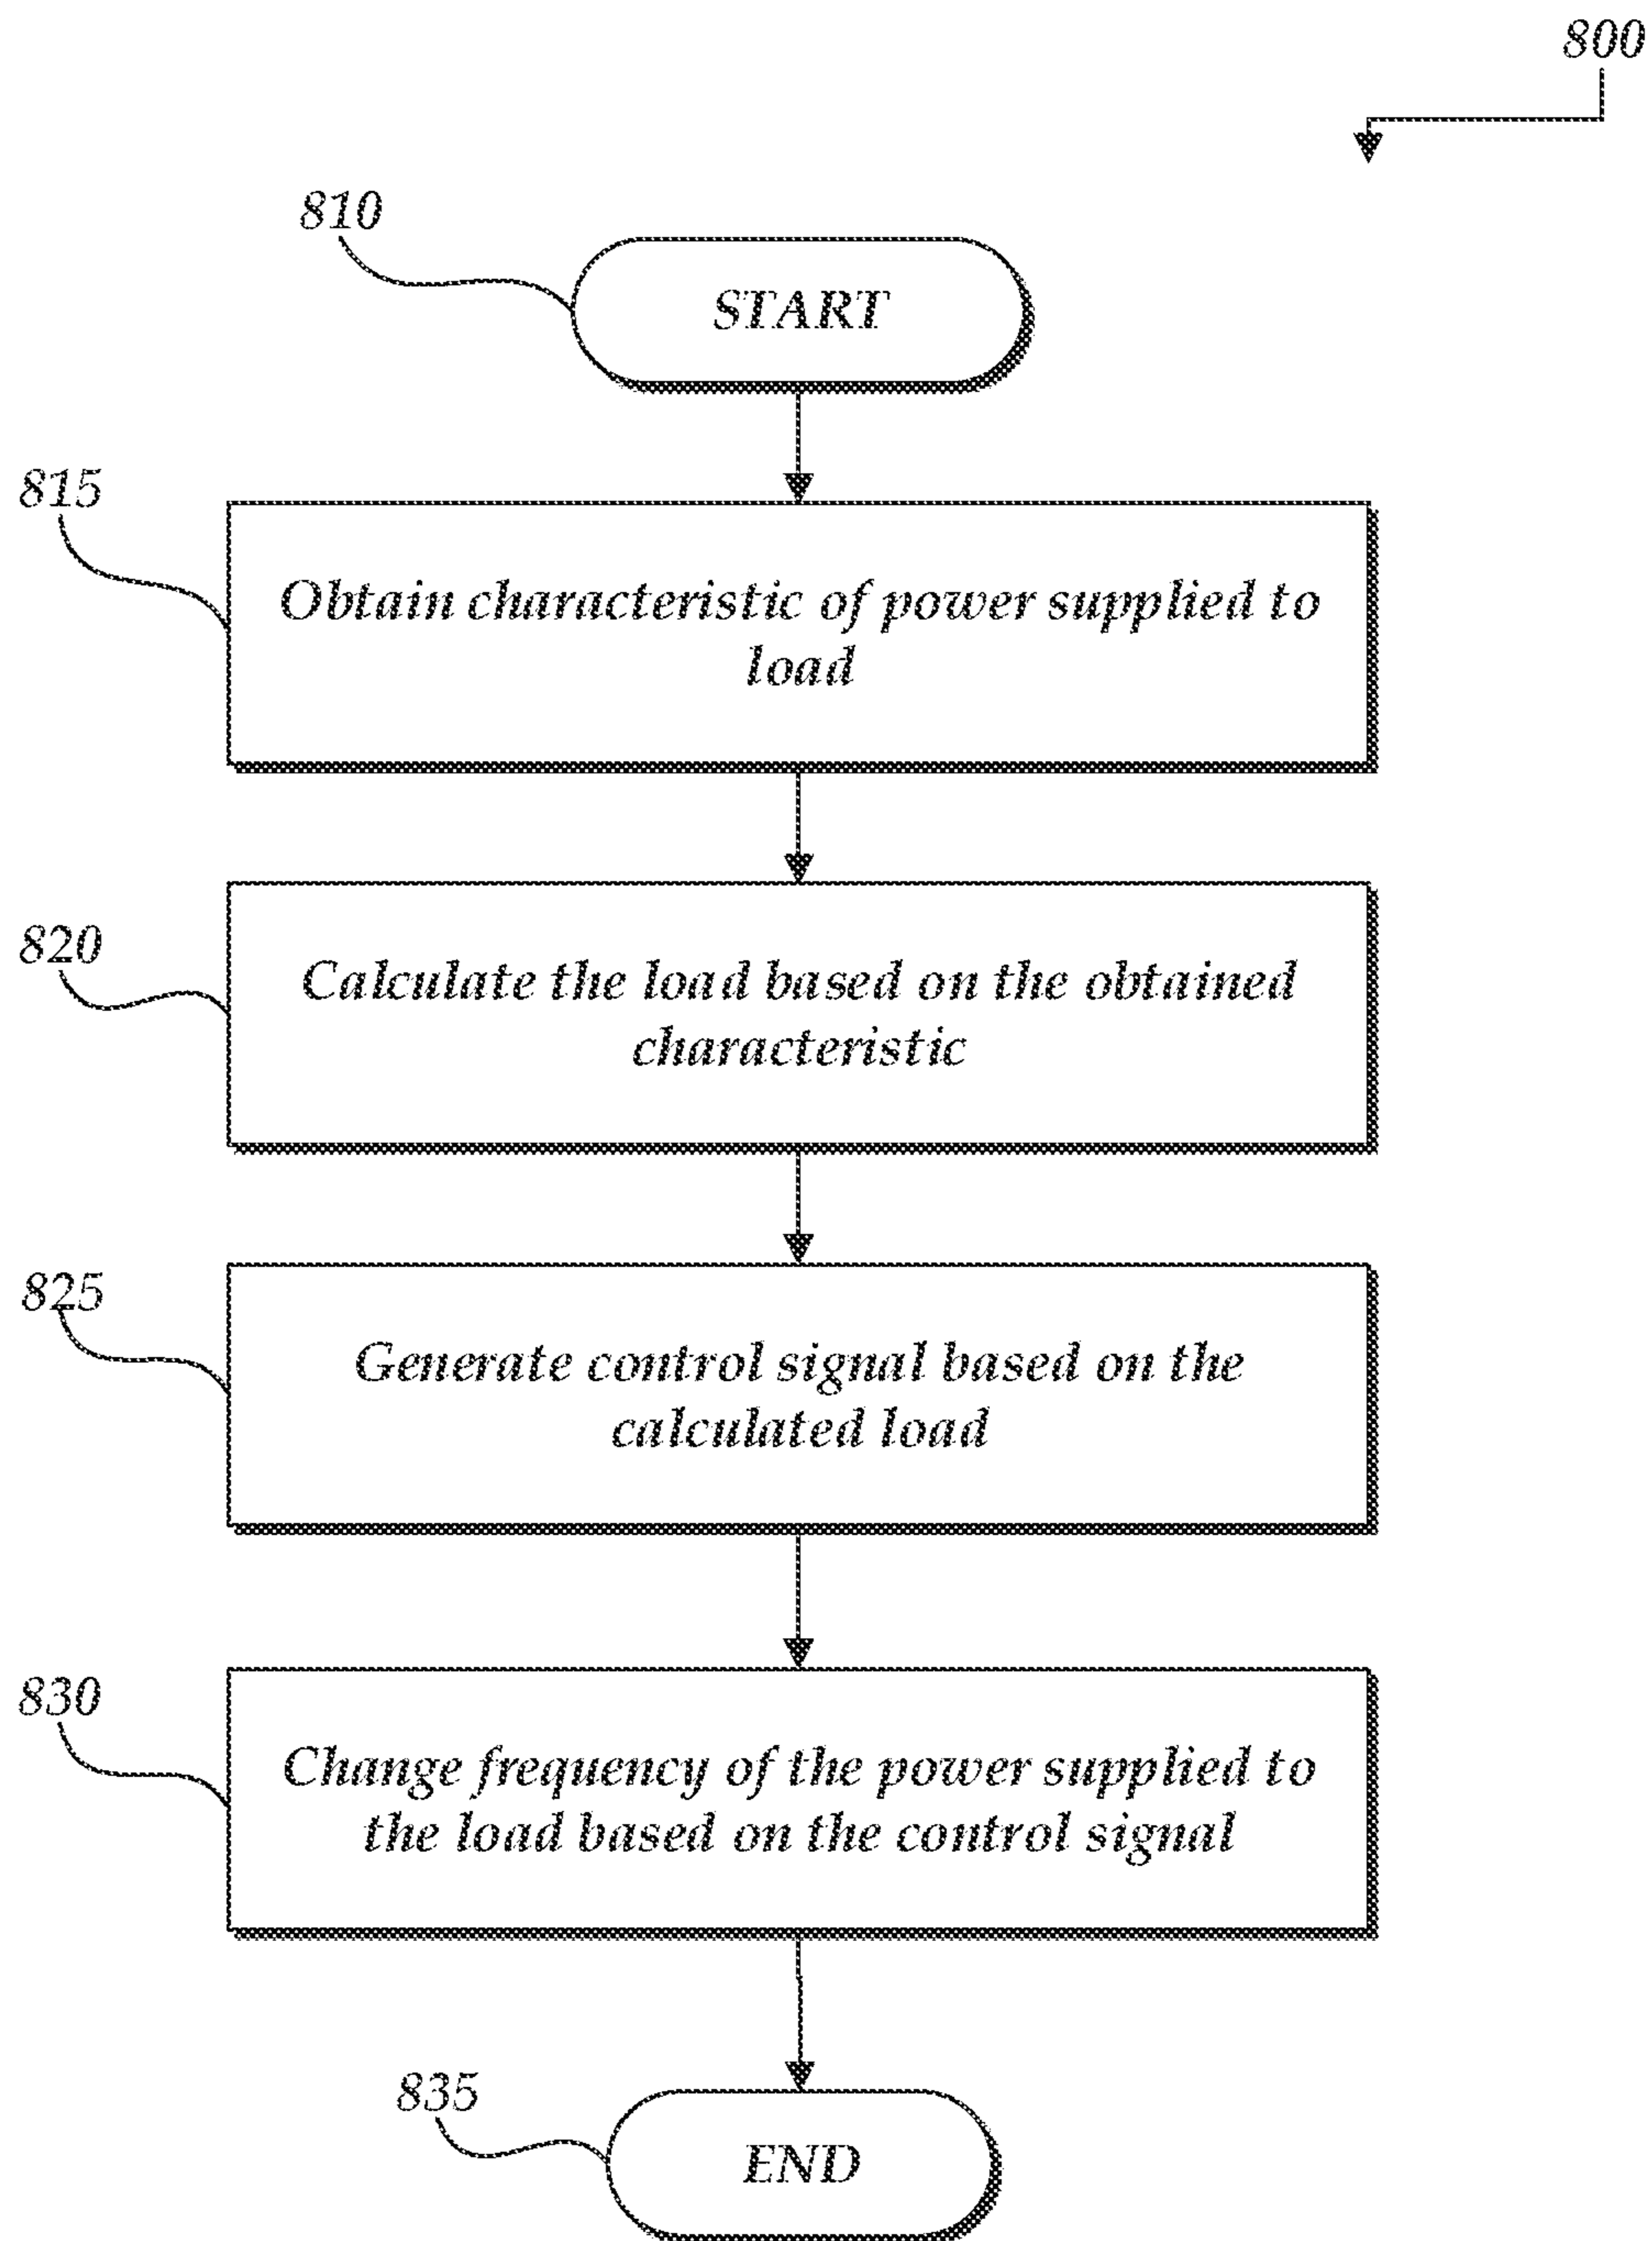 800
810
START
815
Obtain characteristic of power supplied to
load
820
Calculate the load based on the obtained
characteristic
825
Generate control signal based on the
calculated load
830
Change frequency of the power supplied to
the load based on the control signal
835
END